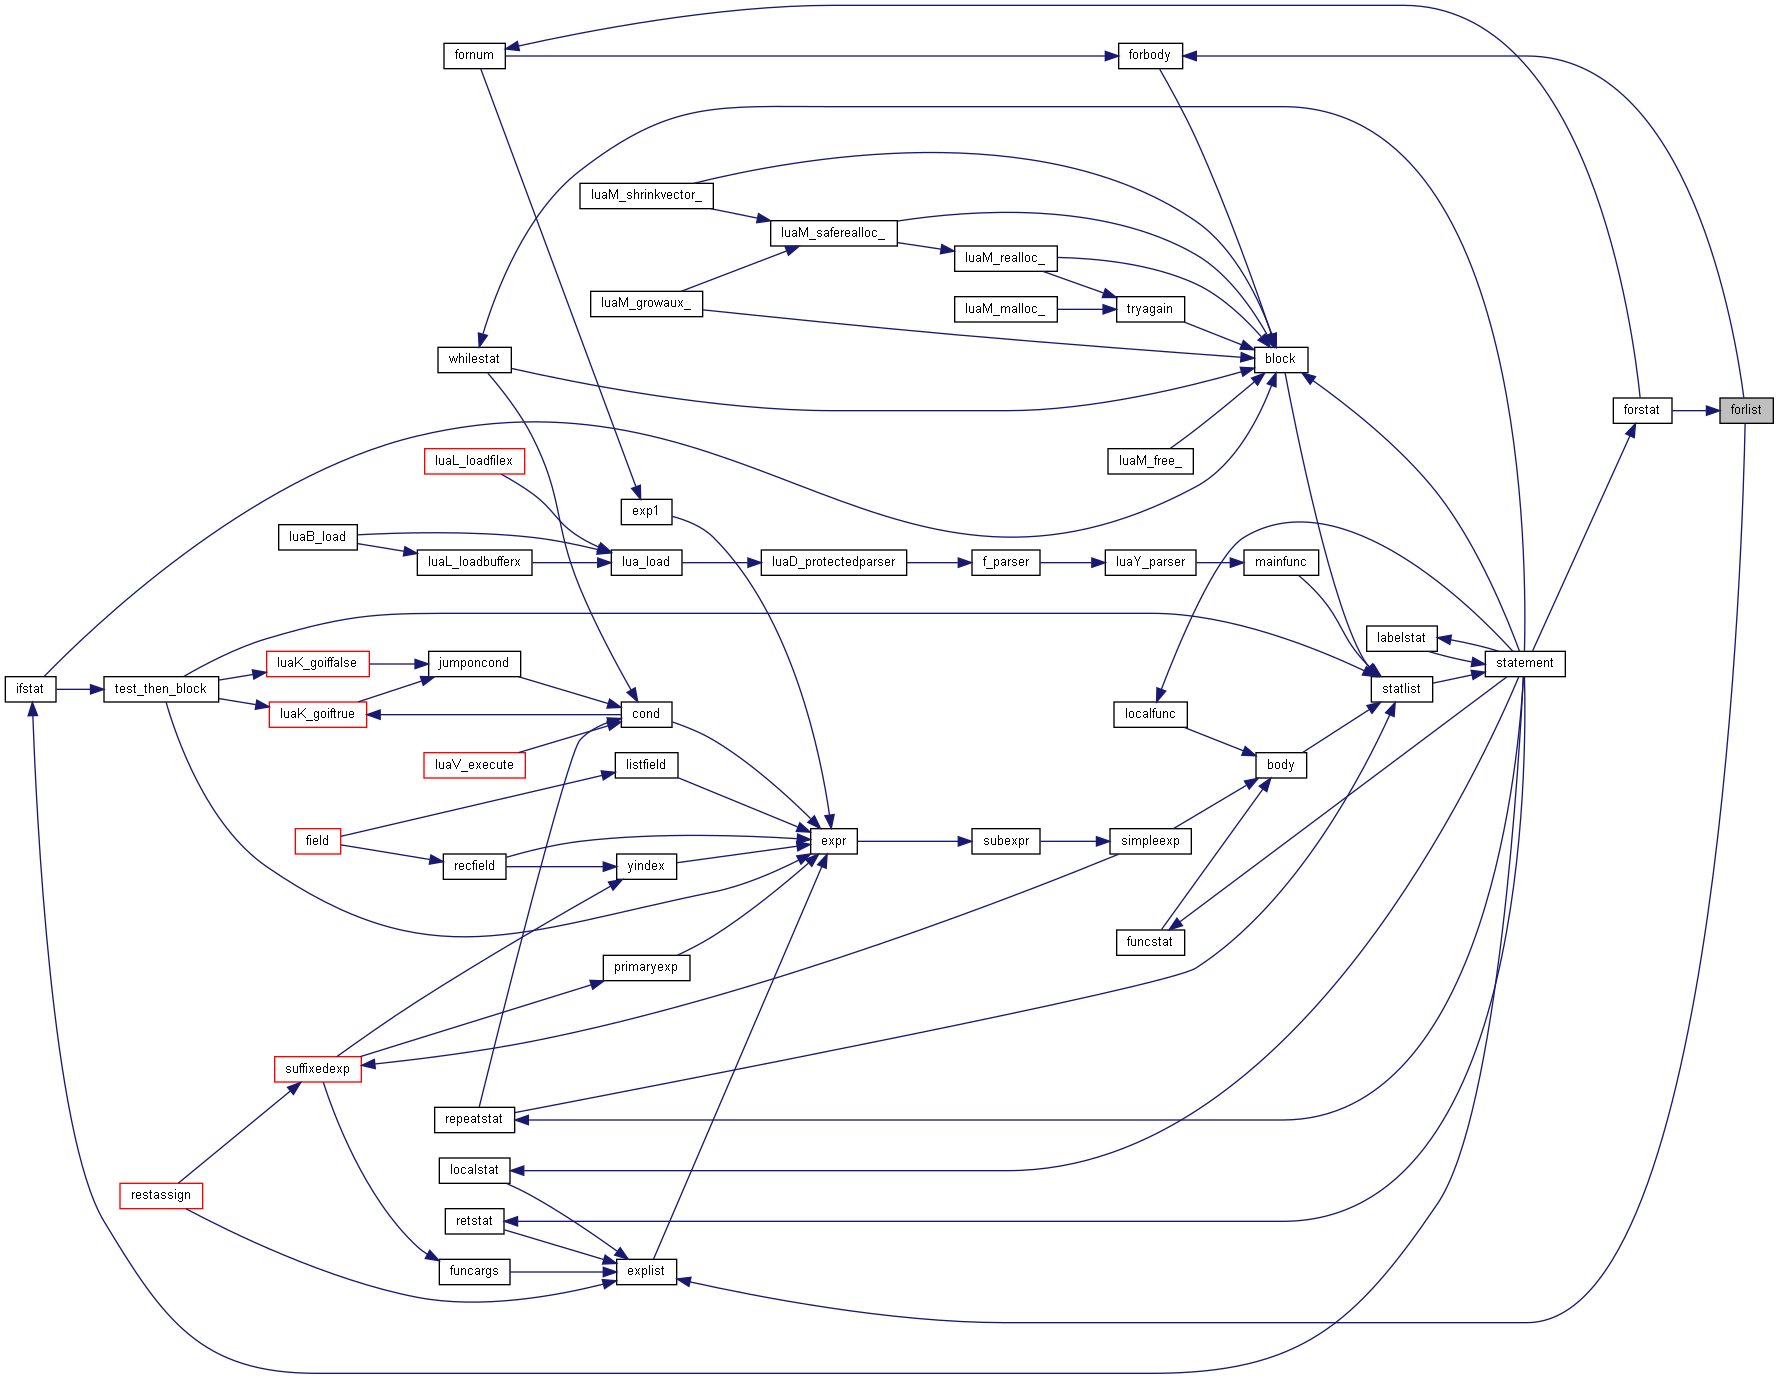 fornum
forbody
luaM_shrinkvector_
luaM_saferealloc_
luaM_realloc_
luaM_growaux_
luaM_malloc_
tryagain
whilestat
block
forstat
forlist
luaL_loadfilex
luaM_free_
exp1
luaB_load
luaL_loadbufferx
lua_load
luaD_protectedparser
f_parser
luaY_parser
mainfunc
labelstat
statement
luaK_goiffalse
jumponcond
ifstat
test_then_block
statlist
luaK_goiftrue
cond
localfunc
luaV_execute
listfield
body
field
expr
subexpr
simpleexp
recfield
yindex
funcstat
primaryexp
suffixedexp
repeatstat
localstat
restassign
retstat
funcargs
explist